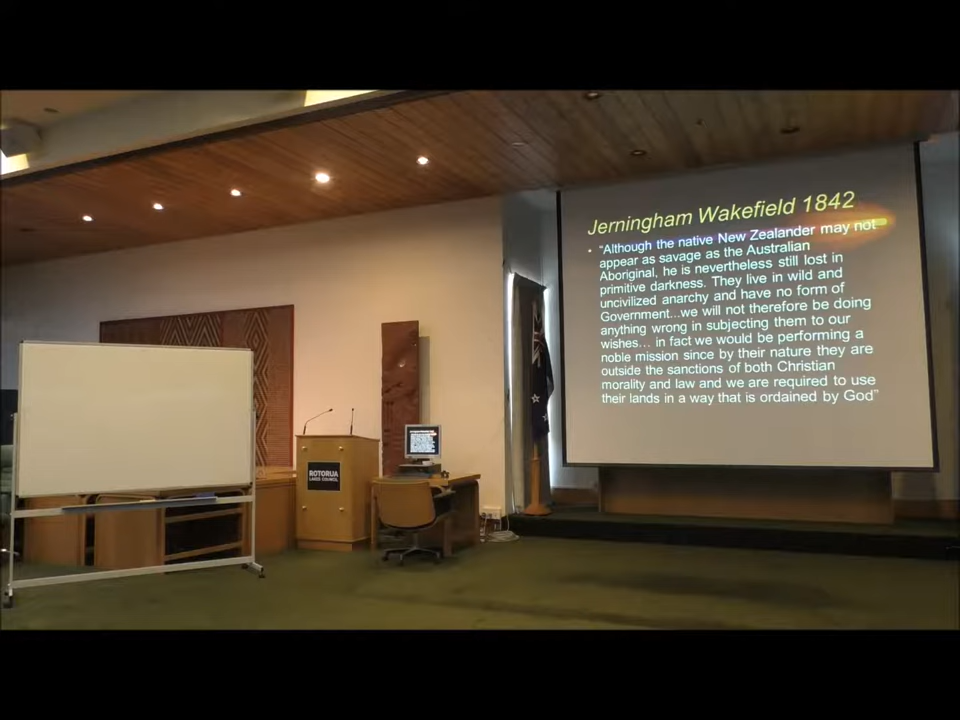 Jerningham Wakefield 1842
• “Although the native New Zealander may not
appear as savage as the Australian
Aboriginal, he is nevertheless still lost in
primitive darkness. They live in wild and
uncivilized anarchy and have no form of
Government…we will not therefore be doing
anything wrong in subjecting them to our
wishes… in fact we would be performing a
noble mission since by their nature they are
outside the sanctions of both Christian
morality and law and we are required to use
their lands in a way that is ordained by God”
ROTORUA
LAKES COUNCIL